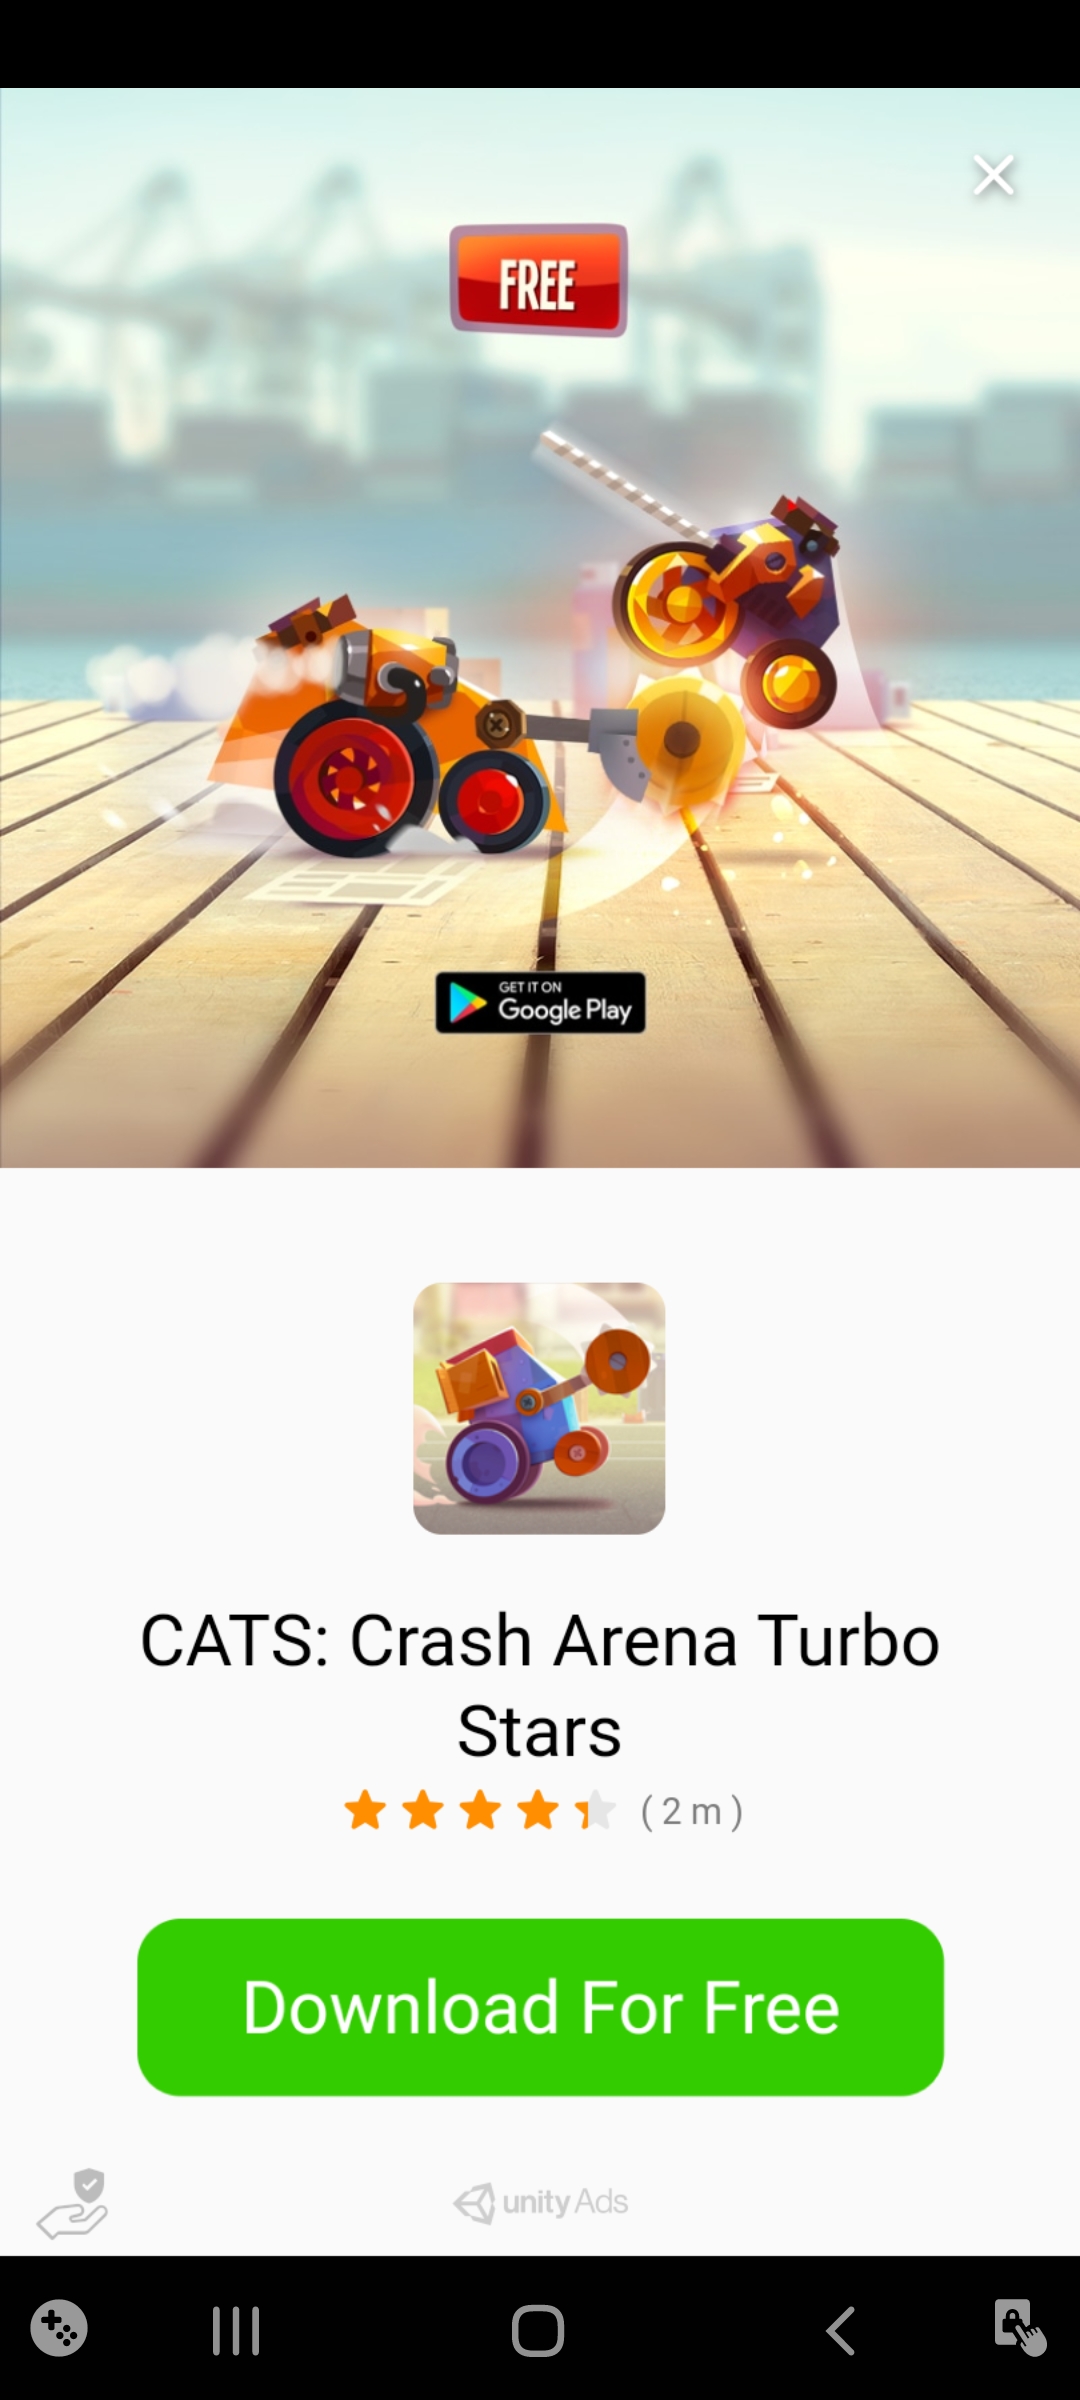 FREE
GET IT ON
Google Play
CATS: Crash Arena Turbo
Stars
( 2 m )
Download For Free
unity Ads